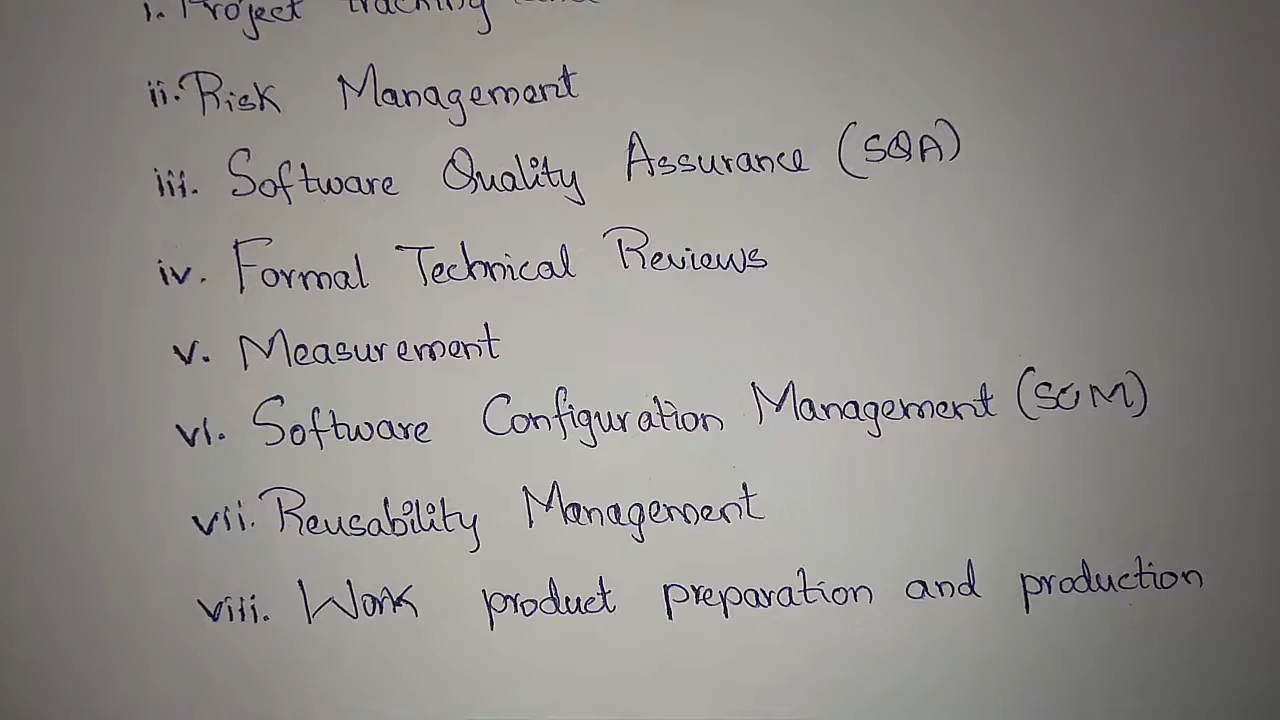 i. Project tracking
ii. Risk Management
iii. Software Quality Assurance (SQA)
iv. Formal Technical Reviews
v. Measurement
vi. Software Configuration Management (SCM)
vii. Reusability Management
viii. Work product preparation and production